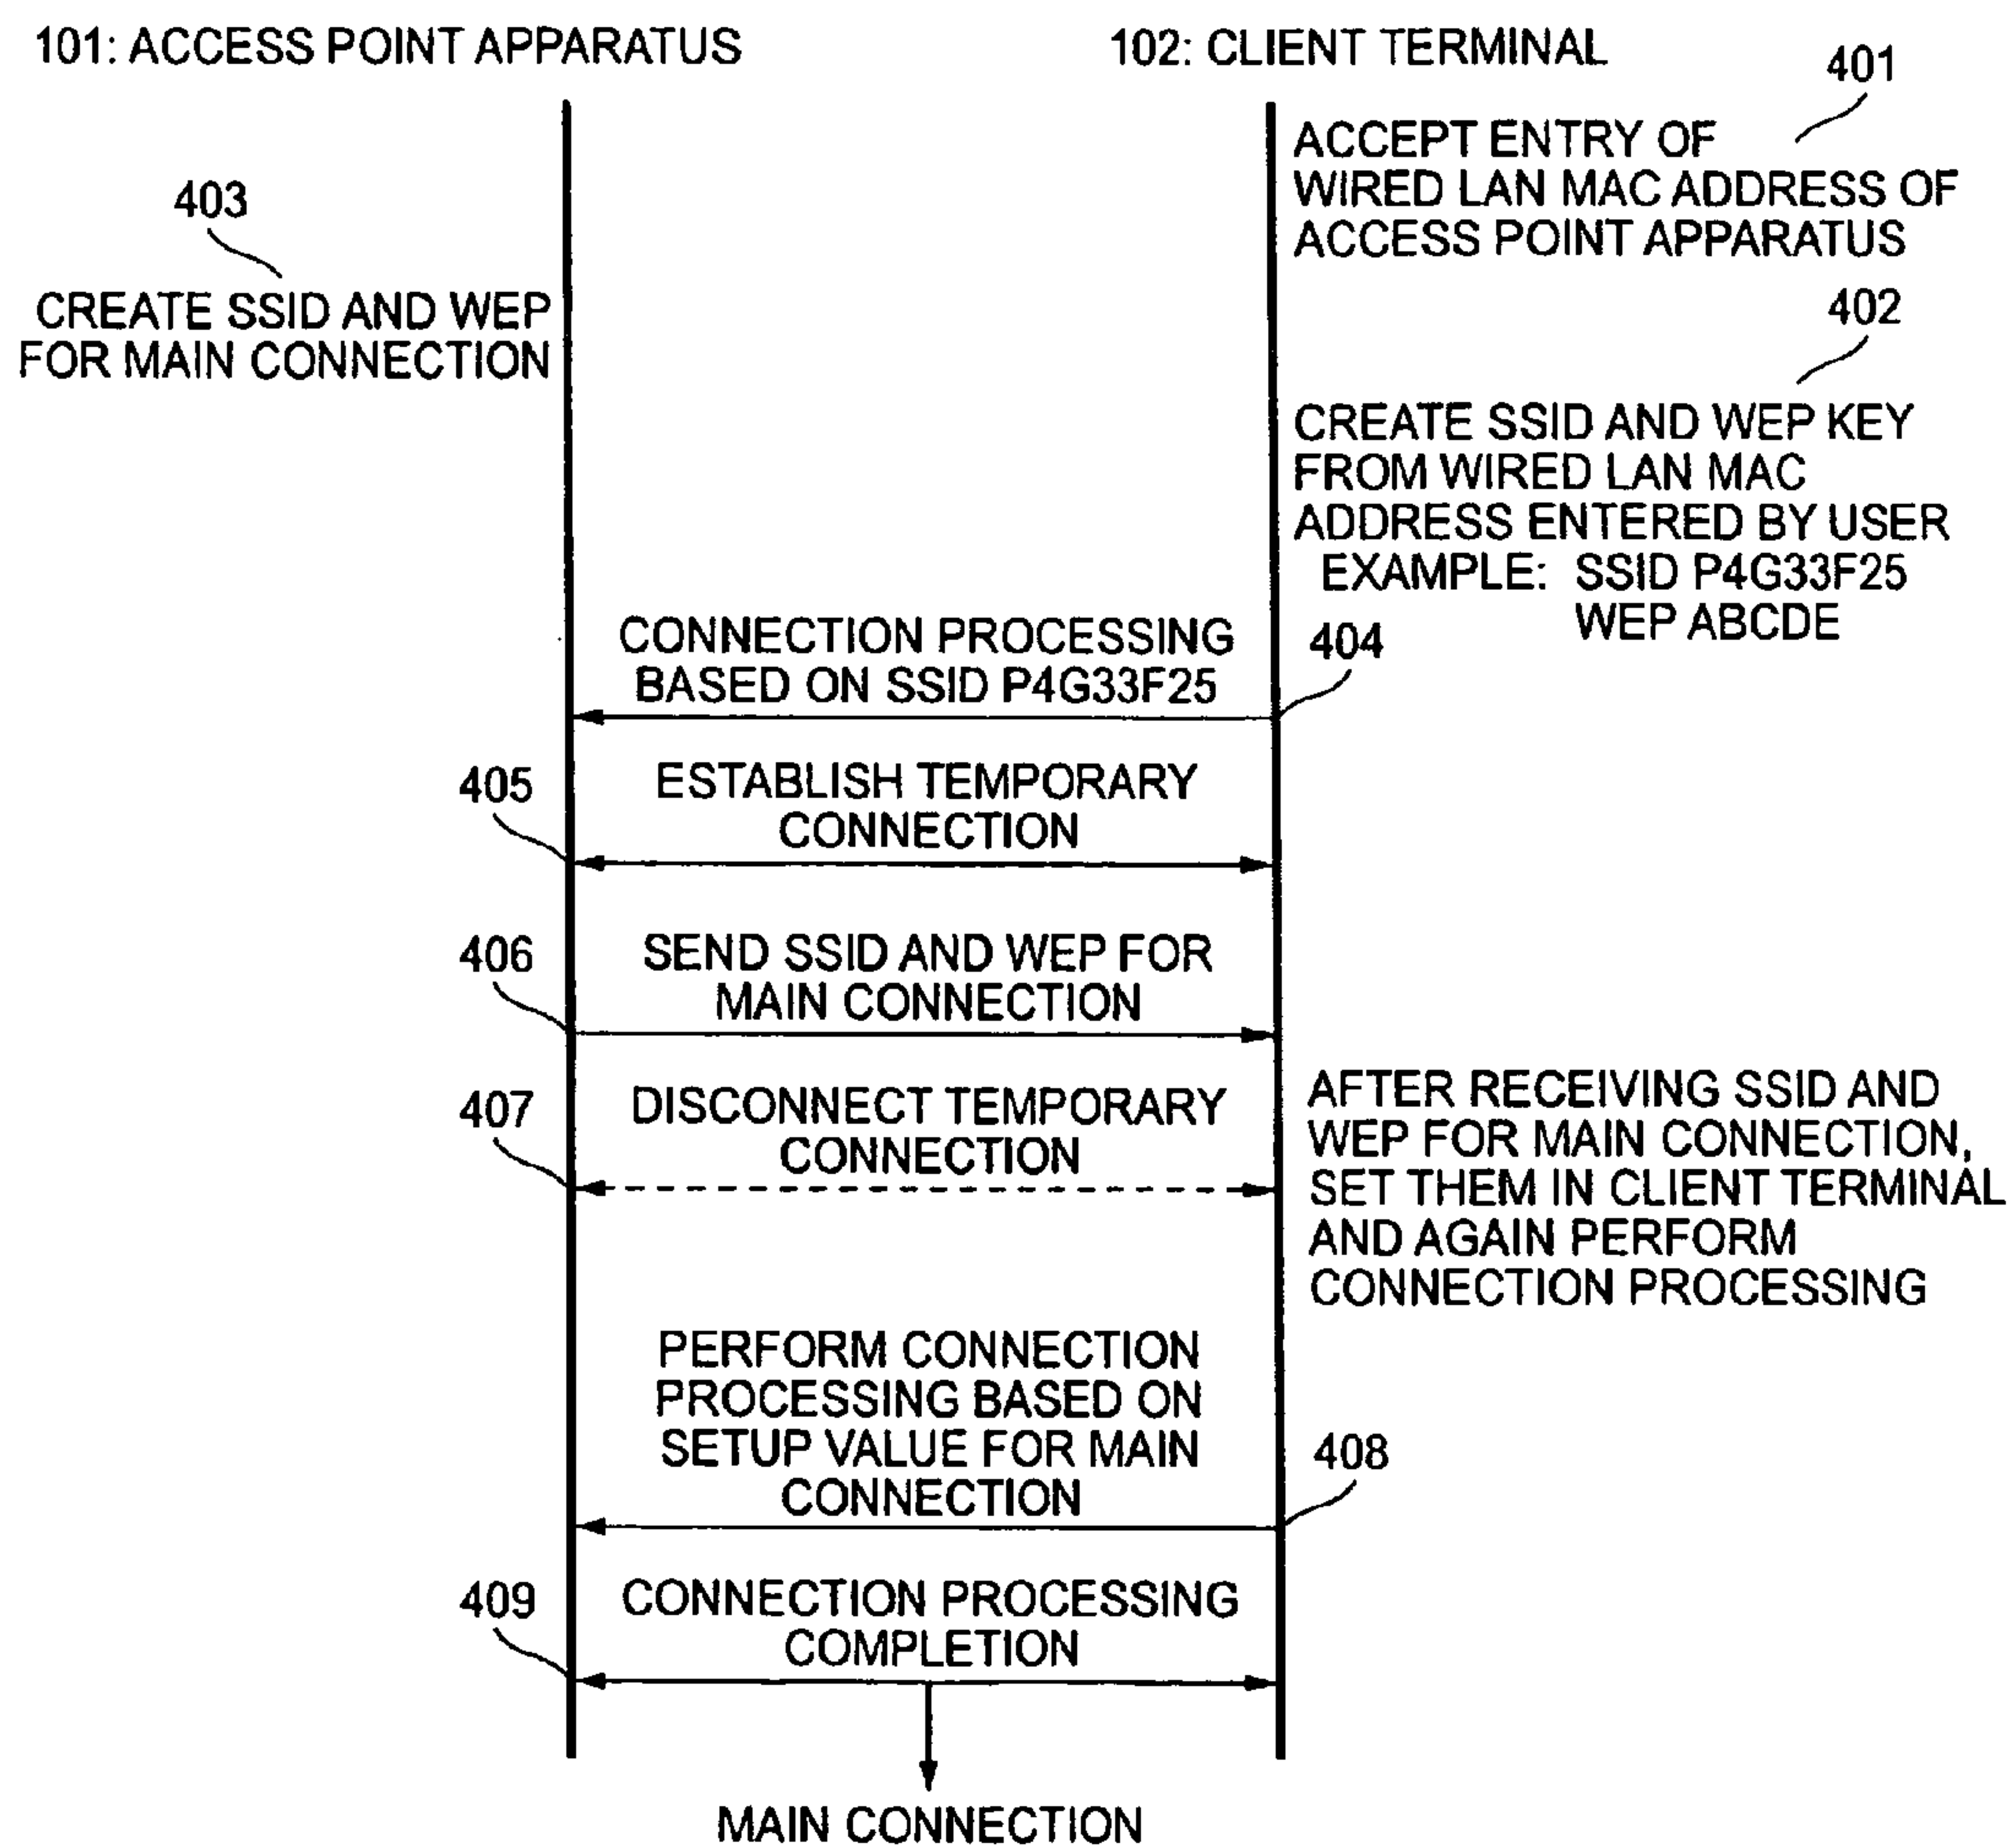 101: ACCESS POINT APPARATUS
102: CLIENT TERMINAL
401
ACCEPT ENTRY OF
WIRED LAN MAC ADDRESS OF
ACCESS POINT APPARATUS
403
CREATE SSID AND WEP
FOR MAIN CONNECTION
402
CREATE SSID AND WEP KEY
FROM WIRED LAN MAC
ADDRESS ENTERED BY USER
EXAMPLE: SSID P4G33F25
WEP ABCDE
CONNECTION PROCESSING
BASED ON SSID P4G33F25
404
405
ESTABLISH TEMPORARY
CONNECTION
406
SEND SSID AND WEP FOR
MAIN CONNECTION
407
DISCONNECT TEMPORARY
CONNECTION
AFTER RECEIVING SSID AND
WEP FOR MAIN CONNECTION,
SET THEM IN CLIENT TERMINAL
AND AGAIN PERFORM
CONNECTION PROCESSING
PERFORM CONNECTION
PROCESSING BASED ON
SETUP VALUE FOR MAIN
CONNECTION
408
409
CONNECTION PROCESSING
COMPLETION
MAIN CONNECTION